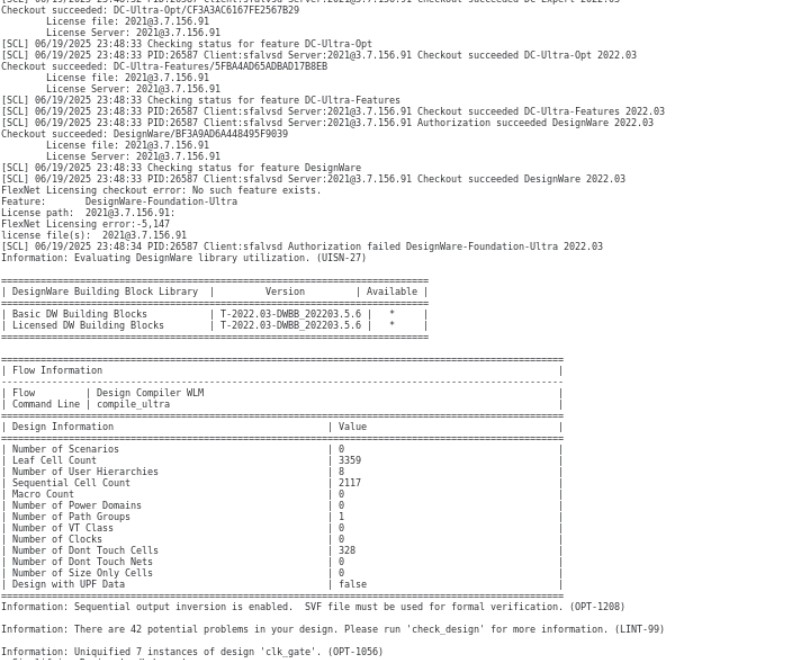 Checkout succeeded: DC-Ultra-Opt/CF3A3AC6167FE2567B29
License file: 2021@3.7.156.91
License Server: 2021@3.7.156.91
[SCL] 06/19/2025 23:48:33 Checking status for feature DC-Ultra-Opt
[SCL] 06/19/2025 23:48:33 PID:26587 Client:sfalvsd Server:2021@3.7.156.91 Checkout succeeded DC-Ultra-Opt 2022.03
Checkout succeeded: DC-Ultra-Features/5FBA4AD65ADBAD17B8EB
License file: 2021@3.7.156.91
License Server: 2021@3.7.156.91
[SCL] 06/19/2025 23:48:33 Checking status for feature DC-Ultra-Features
[SCL] 06/19/2025 23:48:33 PID:26587 Client:sfalvsd Server:2021@3.7.156.91 Checkout succeeded DC-Ultra-Features 2022.03
[SCL] 06/19/2025 23:48:33 PID:26587 Client:sfalvsd Server:2021@3.7.156.91 Authorization succeeded DesignWare 2022.03
Checkout succeeded: DesignWare/BF3A9AD6A448495F9039
License file: 2021@3.7.156.91
License Server: 2021@3.7.156.91
[SCL] 06/19/2025 23:48:33 Checking status for feature DesignWare
[SCL] 06/19/2025 23:48:33 PID:26587 Client:sfalvsd Server:2021@3.7.156.91 Checkout succeeded DesignWare 2022.03
FlexNet Licensing checkout error: No such feature exists.
Feature: DesignWare-Foundation-Ultra
License path: 2021@3.7.156.91:
FlexNet Licensing error:-5,147
license file(s): 2021@3.7.156.91
[SCL] 06/19/2025 23:48:34 PID:26587 Client:sfalvsd Authorization failed DesignWare-Foundation-Ultra 2022.03
Information: Evaluating DesignWare library utilization. (UISN-27)
============================================================================
| DesignWare Building Block Library | Version | Available |
============================================================================
| Basic DW Building Blocks | T-2022.03-DWBB_202203.5.6 | * |
| Licensed DW Building Blocks | T-2022.03-DWBB_202203.5.6 | * |
============================================================================
====================================================================================================
| Flow Information |
----------------------------------------------------------------------------------------------------
| Flow | Design Compiler WLM |
| Command Line | compile_ultra |
====================================================================================================
| Design Information | Value |
====================================================================================================
| Number of Scenarios | 0 |
| Leaf Cell Count | 3359 |
| Number of User Hierarchies | 8 |
| Sequential Cell Count | 2117 |
| Macro Count | 0 |
| Number of Power Domains | 0 |
| Number of Path Groups | 1 |
| Number of VT Class | 0 |
| Number of Clocks | 0 |
| Number of Dont Touch Cells | 328 |
| Number of Dont Touch Nets | 0 |
| Number of Size Only Cells | 0 |
| Design with UPF Data | false |
====================================================================================================
Information: Sequential output inversion is enabled. SVF file must be used for formal verification. (OPT-1208)
Information: There are 42 potential problems in your design. Please run 'check_design' for more information. (LINT-99)
Information: Uniquified 7 instances of design 'clk_gate'. (OPT-1056)